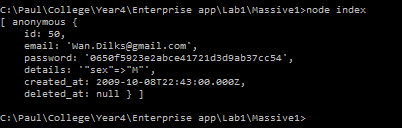 C:\Paul\College\Year4\Enterprise app\Lab1\Massive1>node index
[ anonymous {
id: 50,
email: 'Wan.Dilks@gmail.com',
password: '0650f5923e2abce41721d3d9ab37cc54',
details: '"sex"=>"M"',
created_at: 2009-10-08T22:43:00.000Z,
deleted_at: null } ]
C:\Paul\College\Year4\Enterprise app\Lab1\Massive1>